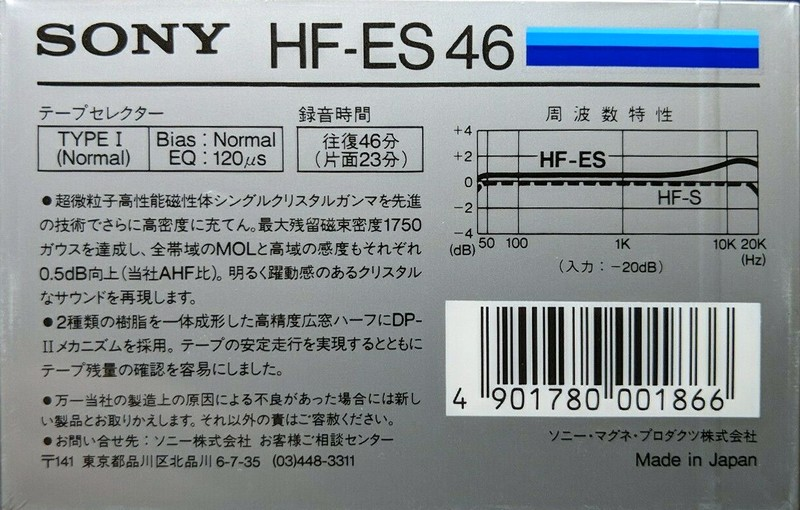 SONY HF-ES 46
テープセレクター
TYPE I
(Normal)
Bias : Normal
EQ : 120μs
録音時間
往復46分
(片面23分)
周波数特性
+4
+2
0
−2
−4
(dB)
HF-ES
HF-S
50 100 1K 10K 20K
(Hz)
(入力：−20dB)
●超微粒子高性能磁性体シングルクリスタルガンマを先進
の技術でさらに高密度に充てん。最大残留磁束密度1750
ガウスを達成し、全帯域のMOLと高域の感度もそれぞれ
0.5dB向上(当社AHF比)。明るく躍動感のあるクリスタル
なサウンドを再現します。
●2種類の樹脂を一体成形した高精度広窓ハーフにDP-
IIメカニズムを採用。テープの安定走行を実現するとともに
テープ残量の確認を容易にしました。
●万一当社の製造上の原因による不良があった場合には新し
い製品とお取りかえします。それ以外の責はご容赦ください。
●お問い合せ先：ソニー株式会社 お客様ご相談センター
〒141 東京都品川区北品川6-7-35 (03)448-3311
4 901780 001866
ソニー・マグネ・プロダクツ株式会社
Made in Japan